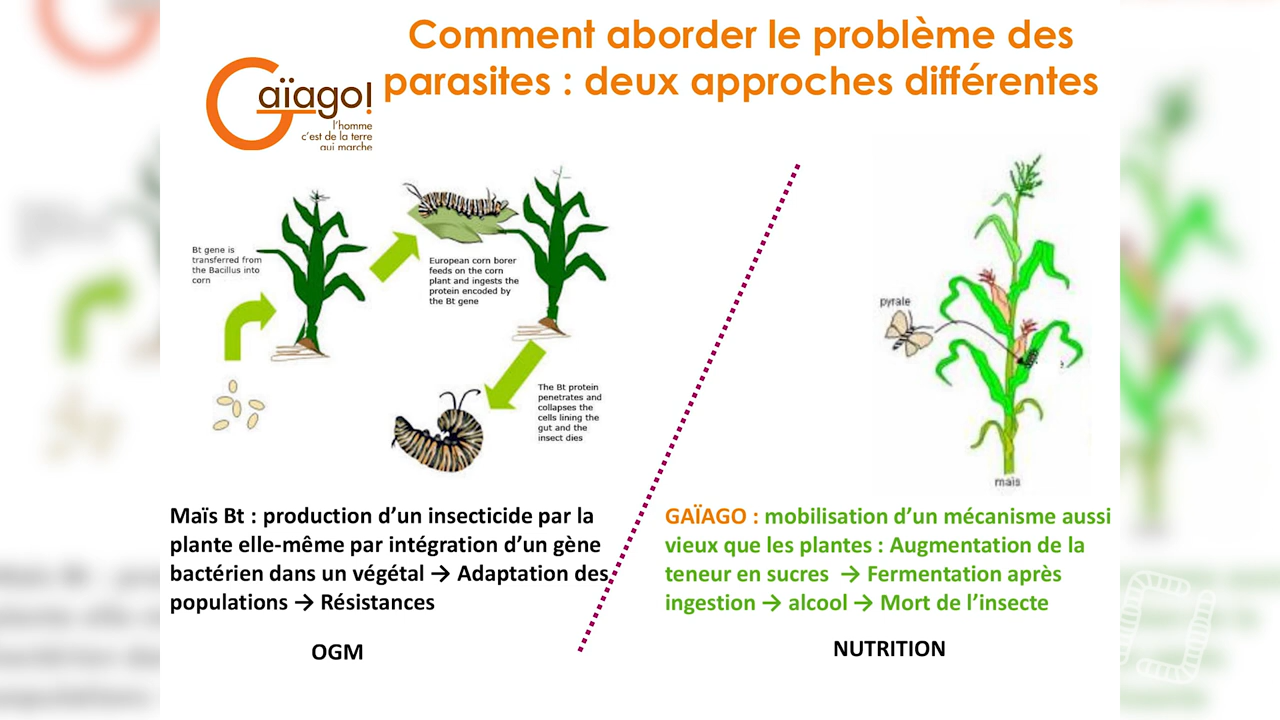 Comment aborder le problème des
parasites : deux approches différentes
Gaïago!
l'homme
c'est de la terre
qui marche
Bt gene is
transferred from
the Bacillus into
corn
European corn borer
feeds on the corn
plant and ingests the
protein encoded by
the Bt gene
The Bt protein
penetrates and
collapses the
cells lining the
gut and the
insect dies
pyrale
maïs
Maïs Bt : production d'un insecticide par la
plante elle-même par intégration d'un gène
bactérien dans un végétal → Adaptation des
populations → Résistances
OGM
GAÏAGO : mobilisation d'un mécanisme aussi
vieux que les plantes : Augmentation de la
teneur en sucres → Fermentation après
ingestion → alcool → Mort de l'insecte
NUTRITION